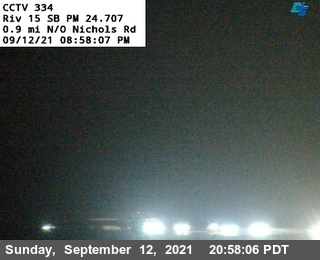 CCTV 334
Riv 15 SB PM 24.707
0.9 mi N/O Nichols Rd
09/12/21 08:58:07 PM
Sunday, September 12, 2021 20:58:06 PDT